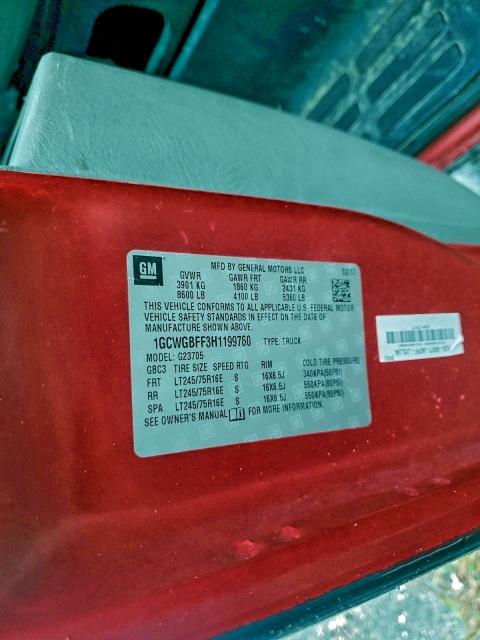 GM
MFD BY GENERAL MOTORS LLC 02/17
GVWR GAWR FRT GAWR RR
3901 KG 1860 KG 2431 KG
8600 LB 4100 LB 5360 LB
THIS VEHICLE CONFORMS TO ALL APPLICABLE U.S. FEDERAL MOTOR
VEHICLE SAFETY STANDARDS IN EFFECT ON THE DATE OF
MANUFACTURE SHOWN ABOVE.
1GCWGBFF3H1199760 TYPE: TRUCK
MODEL: G23705
GBC3 TIRE SIZE SPEED RTG RIM COLD TIRE PRESSURE
FRT LT245/75R16E S 16X6.5J 340KPA(50PSI)
RR LT245/75R16E S 16X6.5J 550KPA(80PSI)
SPA LT245/75R16E S 16X6.5J 550KPA(80PSI)
SEE OWNER'S MANUAL FOR MORE INFORMATION.